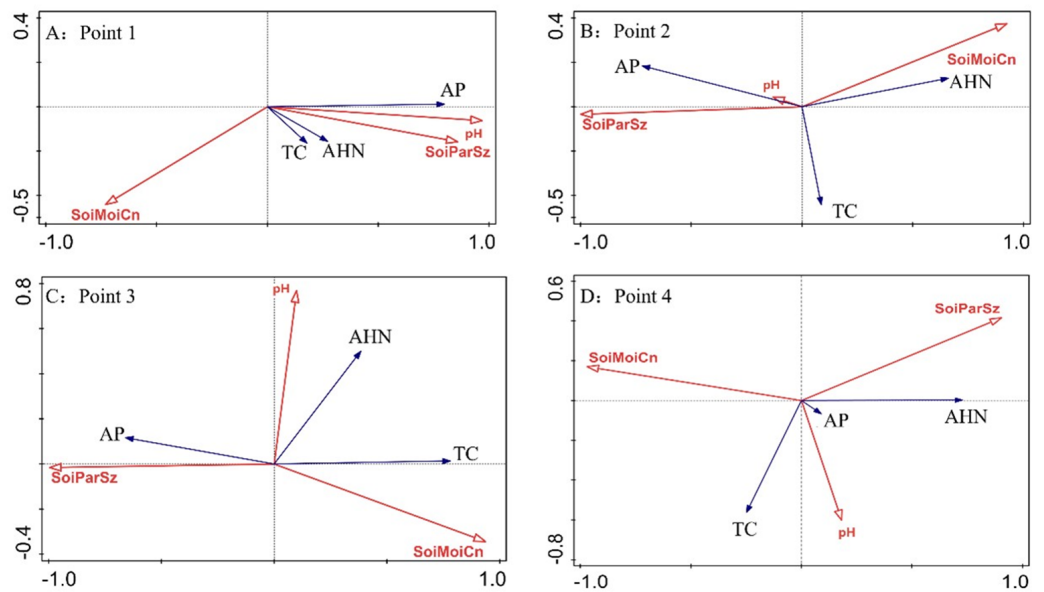 A： Point 1
0.4
-0.5
-1.0
1.0
AP
pH
SoiParSz
AHN
TC
SoiMoiCn
B： Point 2
0.4
-0.5
-1.0
1.0
AP
pH
SoiParSz
SoiMoiCn
AHN
TC
C： Point 3
0.8
-0.4
-1.0
1.0
pH
AHN
AP
SoiParSz
TC
SoiMoiCn
D： Point 4
0.6
-0.8
-1.0
1.0
SoiParSz
SoiMoiCn
AP
AHN
TC
pH